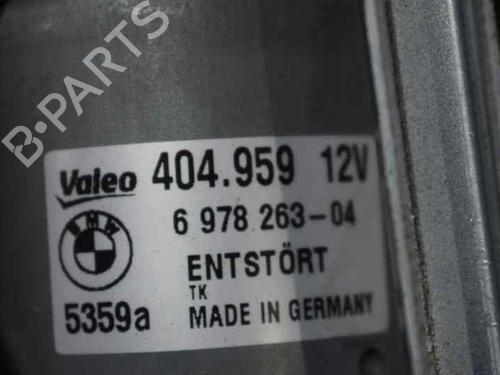 B-PARTS
Valeo 404.959 12V
BMW
6 978 263-04
ENTSTÖRT
TK
5359a MADE IN GERMANY